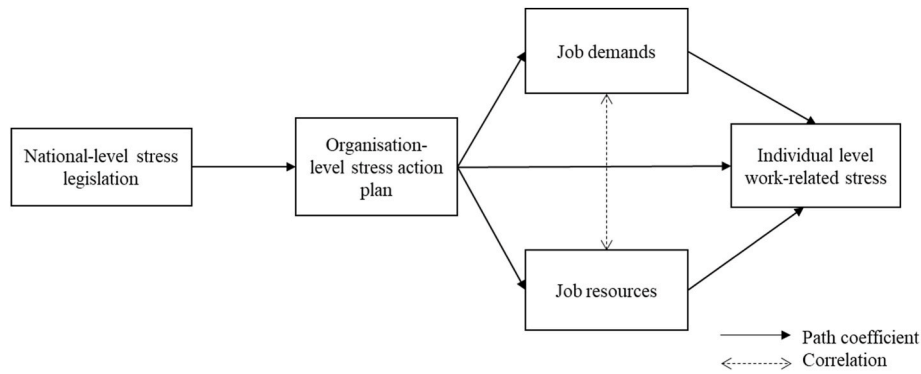 National-level stress
legislation
Organisation-
level stress action
plan
Job demands
Job resources
Individual level
work-related stress
Path coefficient
Correlation